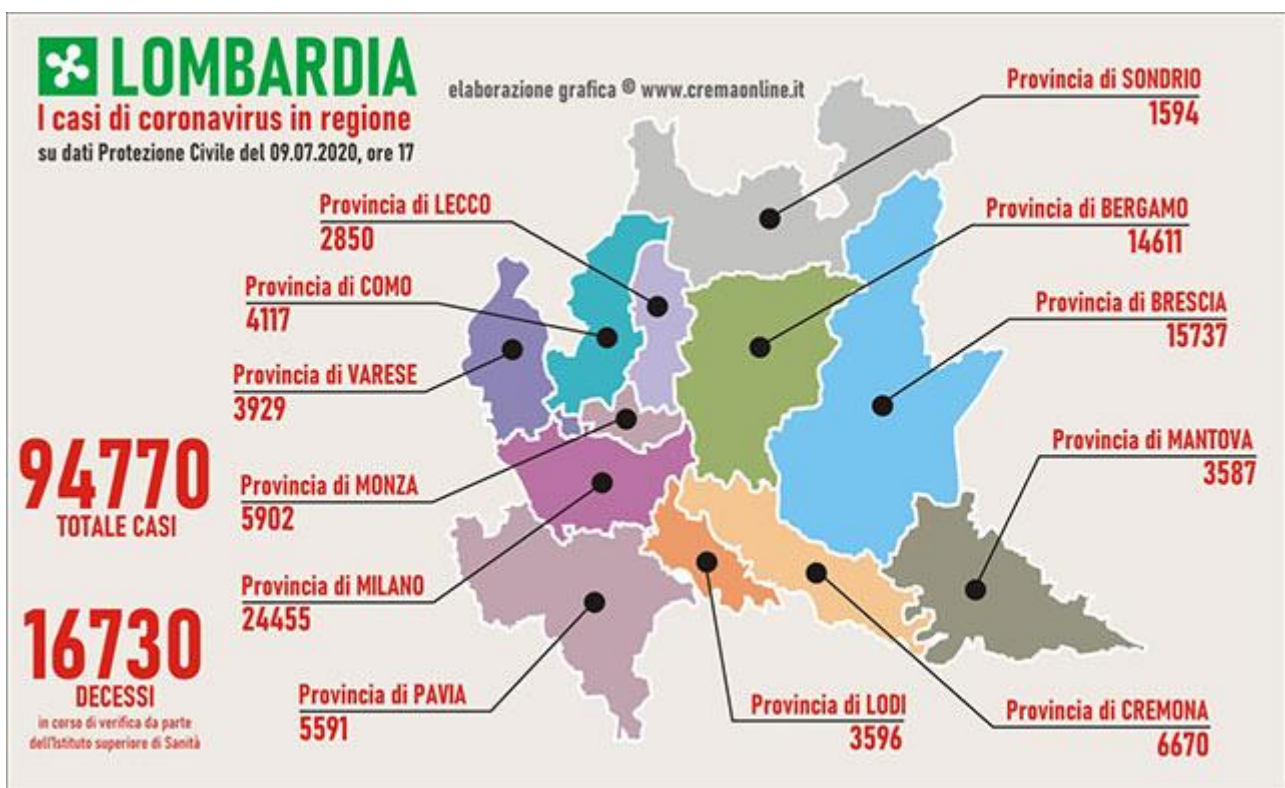 LOMBARDIA
I casi di coronavirus in regione
su dati Protezione Civile del 09.07.2020, ore 17
elaborazione grafica © www.cremaonline.it
Provincia di SONDRIO
1594
Provincia di LECCO
2850
Provincia di BERGAMO
14611
Provincia di COMO
4117
Provincia di BRESCIA
15737
Provincia di VARESE
3929
Provincia di MANTOVA
3587
94770
TOTALE CASI
Provincia di MONZA
5902
Provincia di MILANO
24455
16730
DECESSI
in corso di verifica da parte
dell'Istituto superiore di Sanità
Provincia di PAVIA
5591
Provincia di LODI
3596
Provincia di CREMONA
6670